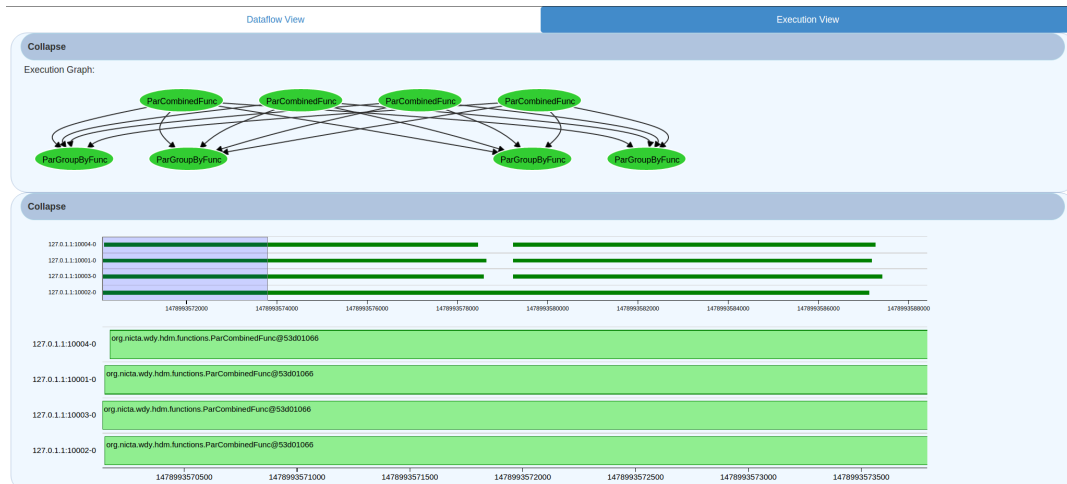 Dataflow View
Execution View
Collapse
Execution Graph:
ParCombinedFunc ParCombinedFunc ParCombinedFunc ParCombinedFunc
ParGroupByFunc ParGroupByFunc ParGroupByFunc ParGroupByFunc
Collapse
127.0.1.1:10004-0
127.0.1.1:10001-0
127.0.1.1:10003-0
127.0.1.1:10002-0
1478993572000 1478993574000 1478993576000 1478993578000 1478993580000 1478993582000 1478993584000 1478993586000 1478993588000
127.0.1.1:10004-0 org.nicta.wdy.hdm.functions.ParCombinedFunc@53d01066
127.0.1.1:10001-0 org.nicta.wdy.hdm.functions.ParCombinedFunc@53d01066
127.0.1.1:10003-0 org.nicta.wdy.hdm.functions.ParCombinedFunc@53d01066
127.0.1.1:10002-0 org.nicta.wdy.hdm.functions.ParCombinedFunc@53d01066
1478993570500 1478993571000 1478993571500 1478993572000 1478993572500 1478993573000 1478993573500